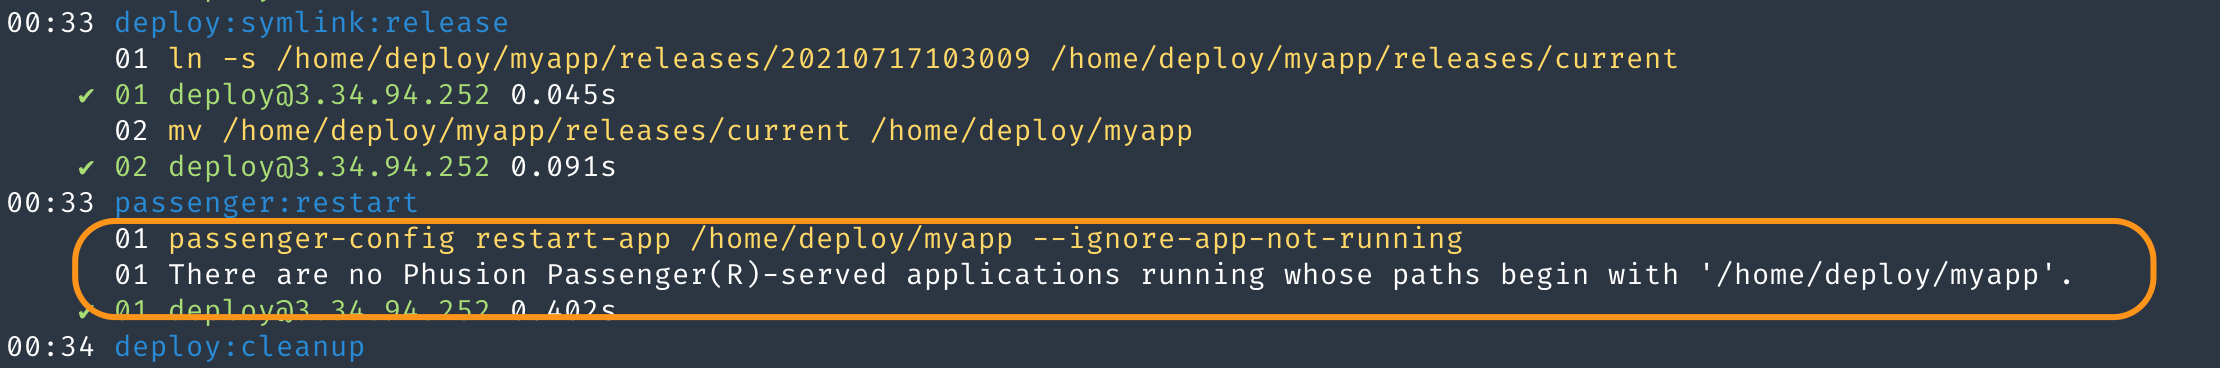 00:33 deploy:symlink:release
01 ln -s /home/deploy/myapp/releases/20210717103009 /home/deploy/myapp/releases/current
✔ 01 deploy@3.34.94.252 0.045s
02 mv /home/deploy/myapp/releases/current /home/deploy/myapp
✔ 02 deploy@3.34.94.252 0.091s
00:33 passenger:restart
01 passenger-config restart-app /home/deploy/myapp --ignore-app-not-running
01 There are no Phusion Passenger(R)-served applications running whose paths begin with '/home/deploy/myapp'.
✔ 01 deploy@3.34.94.252 0.402s
00:34 deploy:cleanup